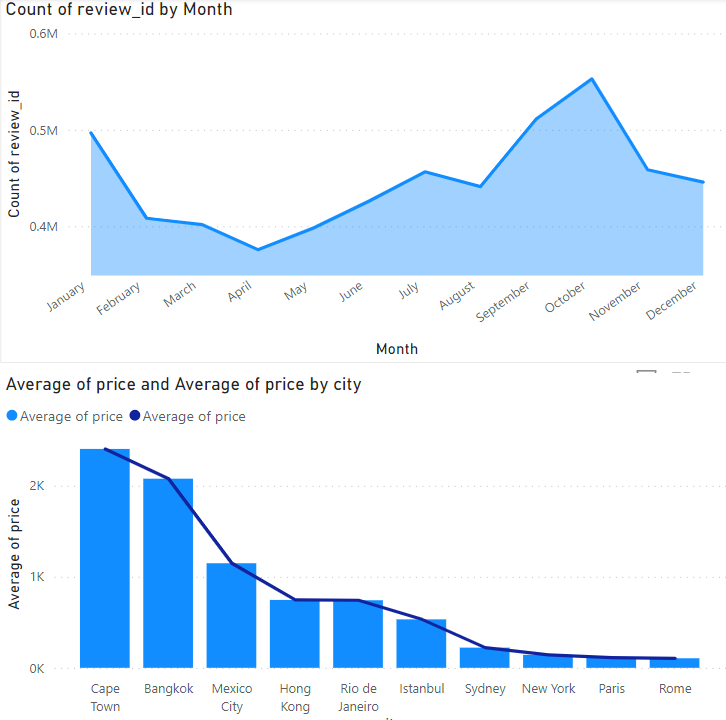 Count of review_id by Month
0.6M
0.5M
0.4M
Count of review_id
January
February
March
April
May
June
July
August
September
October
November
December
Month
Average of price and Average of price by city
Average of price
Average of price
2K
1K
0K
Average of price
Cape
Town
Bangkok
Mexico
City
Hong
Kong
Rio de
Janeiro
Istanbul
Sydney
New York
Paris
Rome